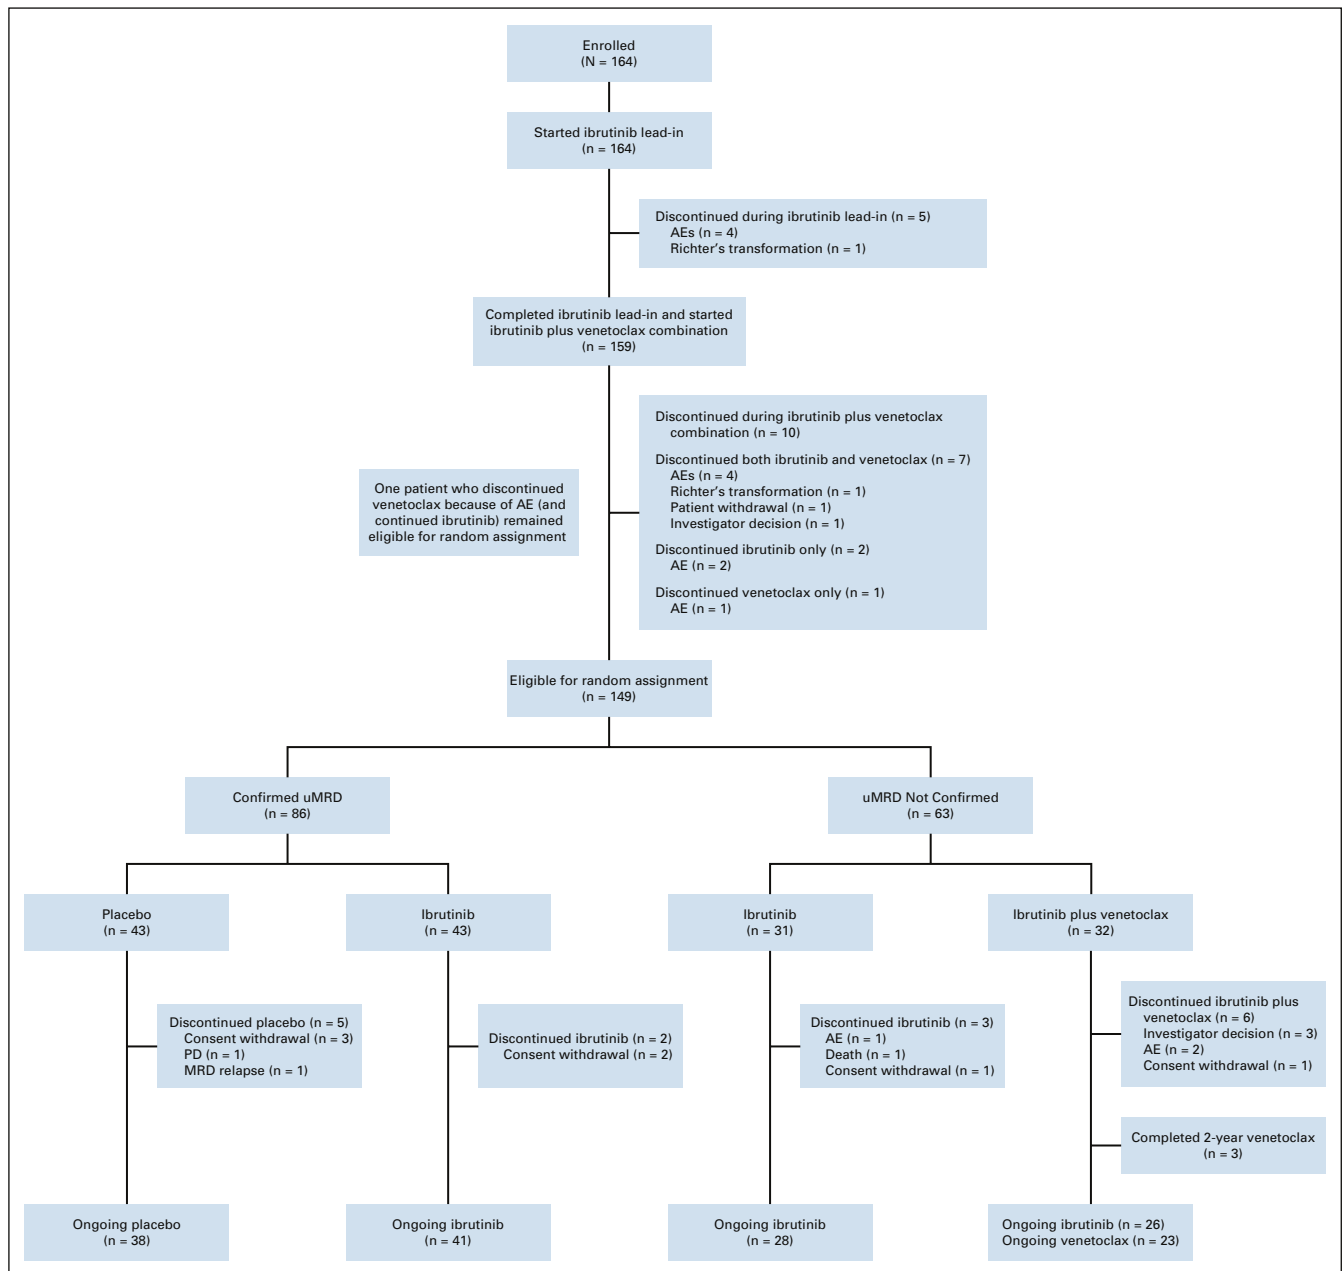 Enrolled
(N = 164)
Started ibrutinib lead-in
(n = 164)
Discontinued during ibrutinib lead-in (n = 5)
AEs (n = 4)
Richter's transformation (n = 1)
Completed ibrutinib lead-in and started
ibrutinib plus venetoclax combination
(n = 159)
Discontinued during ibrutinib plus venetoclax
combination (n = 10)
Discontinued both ibrutinib and venetoclax (n = 7)
AEs (n = 4)
Richter's transformation (n = 1)
Patient withdrawal (n = 1)
Investigator decision (n = 1)
Discontinued ibrutinib only (n = 2)
AE (n = 2)
Discontinued venetoclax only (n = 1)
AE (n = 1)
One patient who discontinued
venetoclax because of AE (and
continued ibrutinib) remained
eligible for random assignment
Eligible for random assignment
(n = 149)
Confirmed uMRD
(n = 86)
uMRD Not Confirmed
(n = 63)
Placebo
(n = 43)
Ibrutinib
(n = 43)
Ibrutinib
(n = 31)
Ibrutinib plus venetoclax
(n = 32)
Discontinued placebo (n = 5)
Consent withdrawal (n = 3)
PD (n = 1)
MRD relapse (n = 1)
Discontinued ibrutinib (n = 2)
Consent withdrawal (n = 2)
Discontinued ibrutinib (n = 3)
AE (n = 1)
Death (n = 1)
Consent withdrawal (n = 1)
Discontinued ibrutinib plus
venetoclax (n = 6)
Investigator decision (n = 3)
AE (n = 2)
Consent withdrawal (n = 1)
Completed 2-year venetoclax
(n = 3)
Ongoing placebo
(n = 38)
Ongoing ibrutinib
(n = 41)
Ongoing ibrutinib
(n = 28)
Ongoing ibrutinib (n = 26)
Ongoing venetoclax (n = 23)